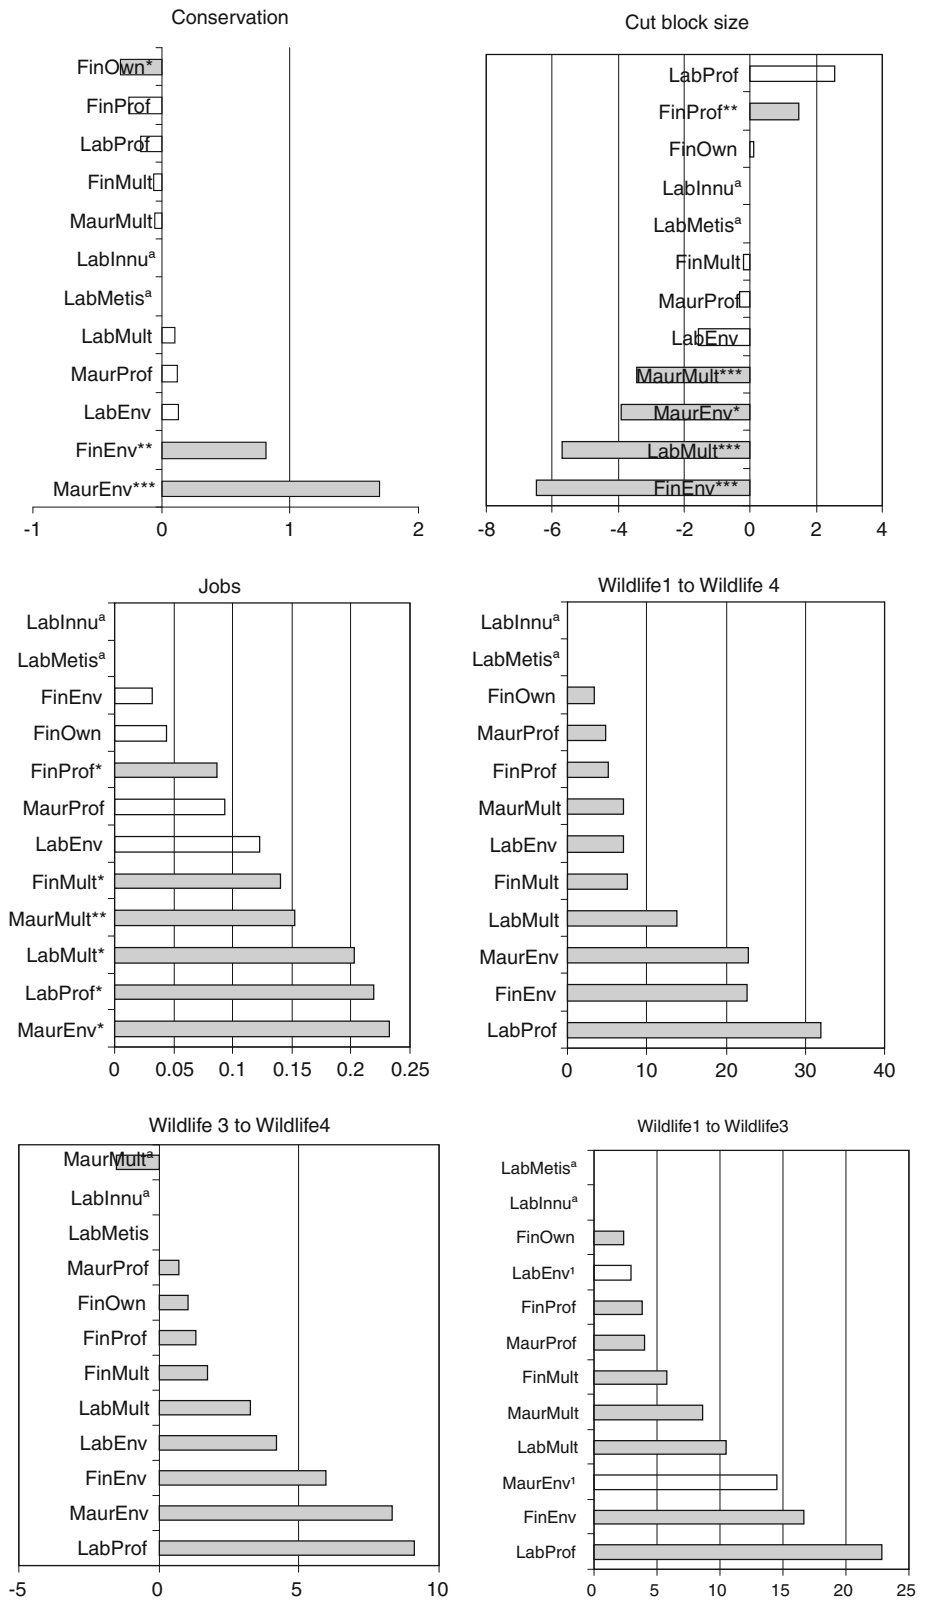 Conservation
FinOwn*
FinProf
LabProf
FinMult
MaurMult
LabInnuᵃ
LabMetisᵃ
LabMult
MaurProf
LabEnv
FinEnv**
MaurEnv***
-1 0 1 2
Cut block size
LabProf
FinProf**
FinOwn
LabInnuᵃ
LabMetisᵃ
FinMult
MaurProf
LabEnv
MaurMult***
MaurEnv*
LabMult***
FinEnv***
-8 -6 -4 -2 0 2 4
Jobs
LabInnuᵃ
LabMetisᵃ
FinEnv
FinOwn
FinProf*
MaurProf
LabEnv
FinMult*
MaurMult**
LabMult*
LabProf*
MaurEnv*
0 0.05 0.1 0.15 0.2 0.25
Wildlife1 to Wildlife 4
LabInnuᵃ
LabMetisᵃ
FinOwn
MaurProf
FinProf
MaurMult
LabEnv
FinMult
LabMult
MaurEnv
FinEnv
LabProf
0 10 20 30 40
Wildlife 3 to Wildlife4
MaurMultᵃ
LabInnuᵃ
LabMetis
MaurProf
FinOwn
FinProf
FinMult
LabMult
LabEnv
FinEnv
MaurEnv
LabProf
-5 0 5 10
Wildlife1 to Wildlife3
LabMetisᵃ
LabInnuᵃ
FinOwn
LabEnv¹
FinProf
MaurProf
FinMult
MaurMult
LabMult
MaurEnv¹
FinEnv
LabProf
0 5 10 15 20 25